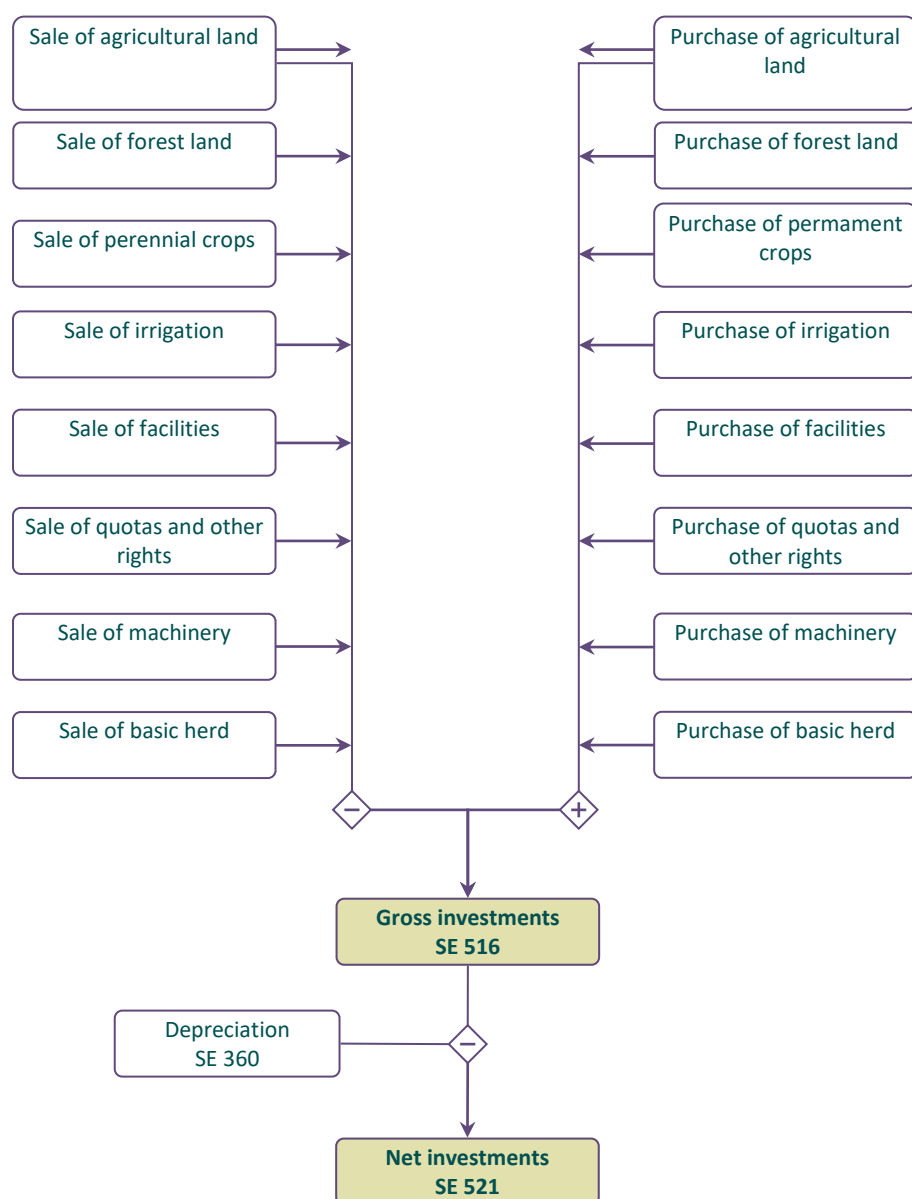 Sale of agricultural land
Purchase of agricultural
land
Sale of forest land
Purchase of forest land
Sale of perennial crops
Purchase of permament
crops
Sale of irrigation
Purchase of irrigation
Sale of facilities
Purchase of facilities
Sale of quotas and other
rights
Purchase of quotas and
other rights
Sale of machinery
Purchase of machinery
Sale of basic herd
Purchase of basic herd
−
+
Gross investments
SE 516
Depreciation
SE 360
−
Net investments
SE 521